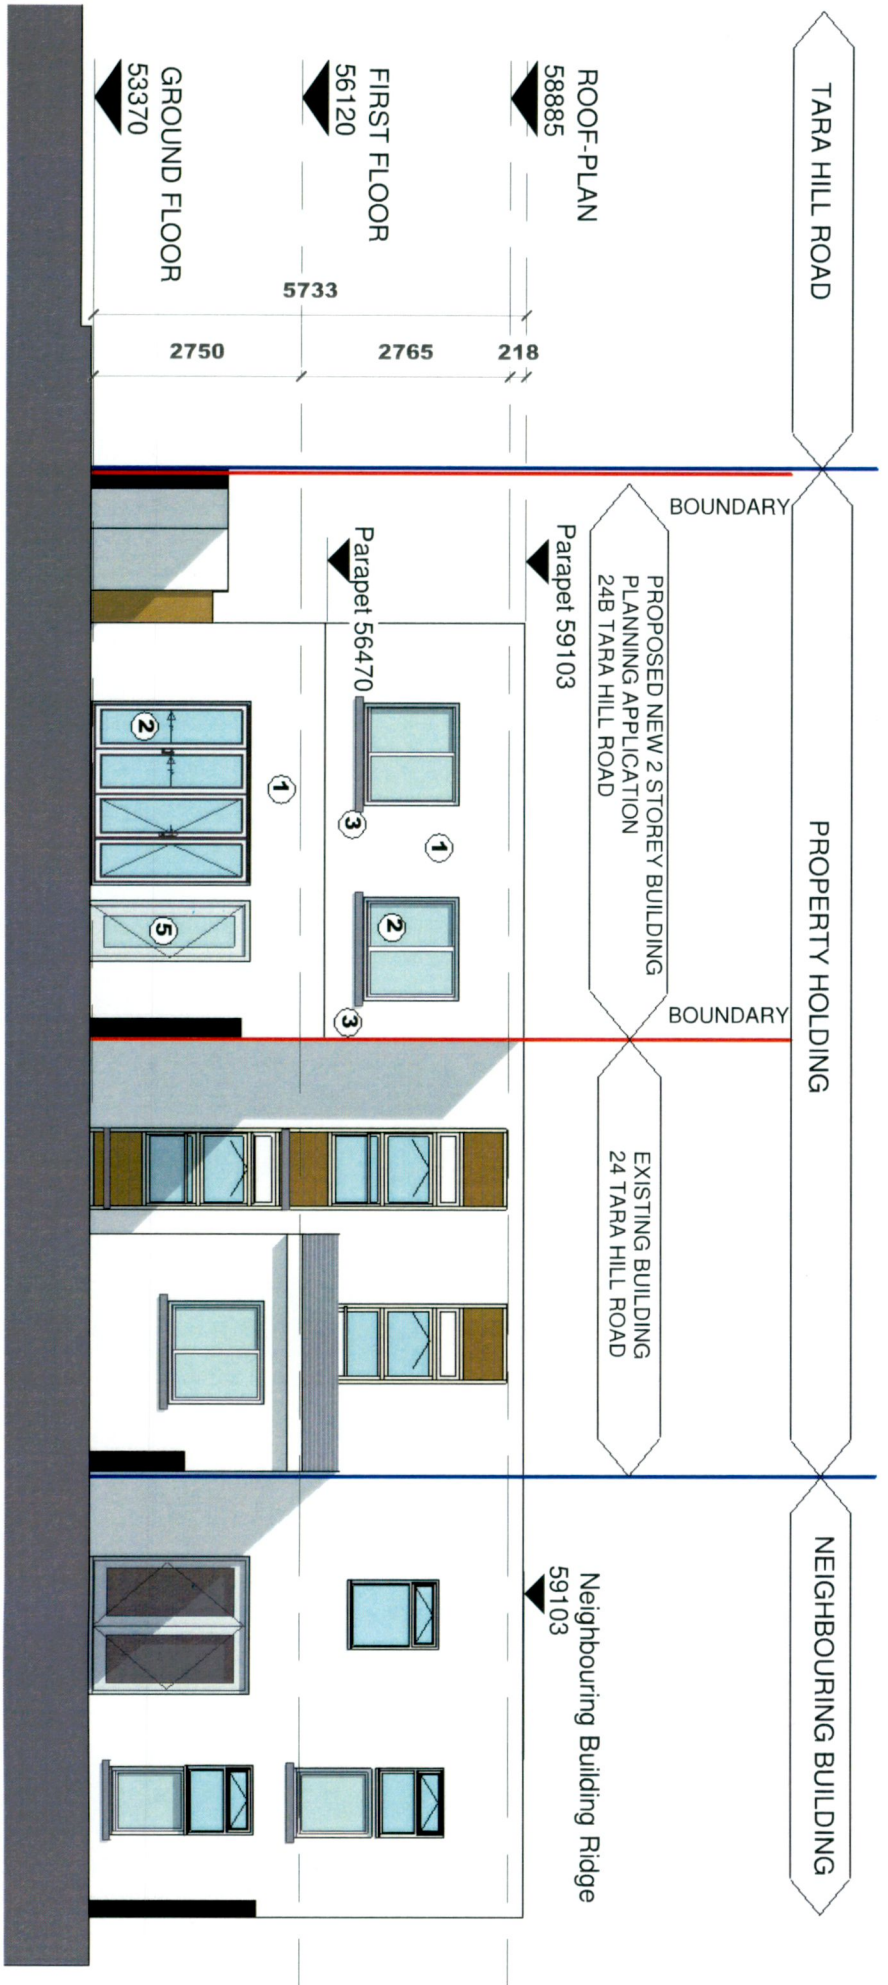 TARA HILL ROAD
PROPERTY HOLDING
NEIGHBOURING BUILDING
BOUNDARY
BOUNDARY
PROPOSED NEW 2 STOREY BUILDING
PLANNING APPLICATION
24B TARA HILL ROAD
EXISTING BUILDING
24 TARA HILL ROAD
ROOF-PLAN
58885
Parapet 59103
Neighbouring Building Ridge
59103
218
FIRST FLOOR
56120
2765
Parapet 56470
5733
2750
GROUND FLOOR
53370
1
2
3
3
1
2
5